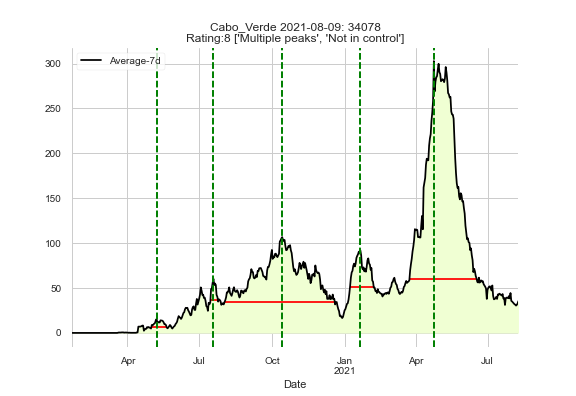 Cabo_Verde 2021-08-09: 34078
Rating:8 ['Multiple peaks', 'Not in control']
Average-7d
300
250
200
150
100
50
0
Apr
Jul
Oct
Jan
2021
Apr
Jul
Date